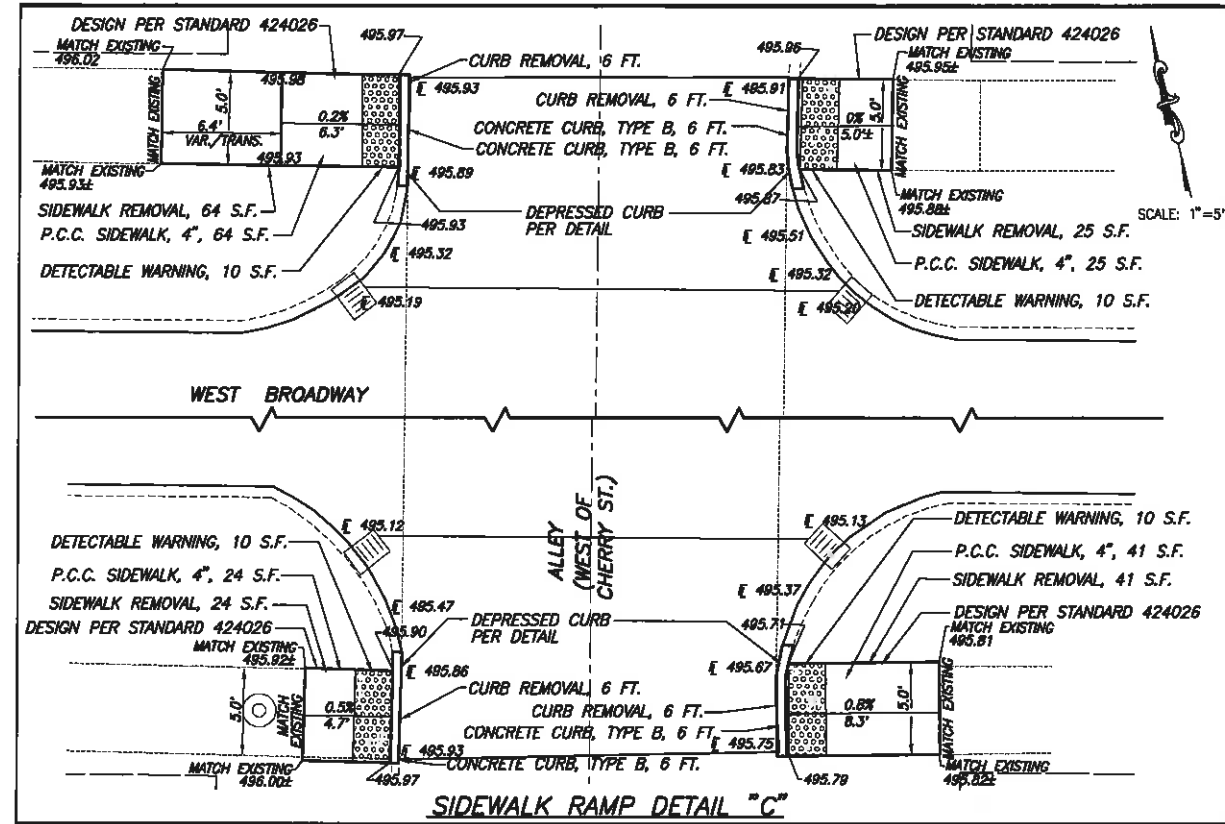 DESIGN PER STANDARD 424026
MATCH EXISTING
496.02
495.97
CURB REMOVAL, 6 FT.
495.98
5.0'
MATCH EXISTING
6.4'
VAR./TRANS.
0.2%
6.3'
℄ 495.93
CONCRETE CURB, TYPE B, 6 FT.
495.93
MATCH EXISTING
495.93±
℄ 495.89
SIDEWALK REMOVAL, 64 S.F.
495.93
P.C.C. SIDEWALK, 4", 64 S.F.
℄ 495.32
DETECTABLE WARNING, 10 S.F.
℄ 495.19
DEPRESSED CURB
PER DETAIL
495.96
DESIGN PER STANDARD 424026
MATCH EXISTING
495.95±
℄ 495.91
CURB REMOVAL, 6 FT.
CONCRETE CURB, TYPE B, 6 FT.
0%
5.0'±
5.0'
MATCH EXISTING
℄ 495.83
495.87
MATCH EXISTING
495.88±
SIDEWALK REMOVAL, 25 S.F.
℄ 495.51
P.C.C. SIDEWALK, 4", 25 S.F.
℄ 495.32
DETECTABLE WARNING, 10 S.F.
℄ 495.20
SCALE: 1"=5'
WEST BROADWAY
ALLEY
(WEST OF
CHERRY ST.)
℄ 495.12
DETECTABLE WARNING, 10 S.F.
P.C.C. SIDEWALK, 4", 24 S.F.
SIDEWALK REMOVAL, 24 S.F.
℄ 495.47
DESIGN PER STANDARD 424026
495.90
MATCH EXISTING
495.92±
DEPRESSED CURB
PER DETAIL
℄ 495.86
CURB REMOVAL, 6 FT.
5.0'
MATCH
EXISTING
0.5%
4.7'
℄ 495.93
CONCRETE CURB, TYPE B, 6 FT.
MATCH EXISTING
496.00±
495.97
℄ 495.13
DETECTABLE WARNING, 10 S.F.
P.C.C. SIDEWALK, 4", 41 S.F.
℄ 495.37
SIDEWALK REMOVAL, 41 S.F.
DESIGN PER STANDARD 424026
495.71
MATCH EXISTING
495.81
℄ 495.67
CURB REMOVAL, 6 FT.
0.8%
8.3'
5.0'
MATCH EXISTING
CONCRETE CURB, TYPE B, 6 FT.
℄ 495.75
495.79
MATCH EXISTING
495.82±
SIDEWALK RAMP DETAIL "C"